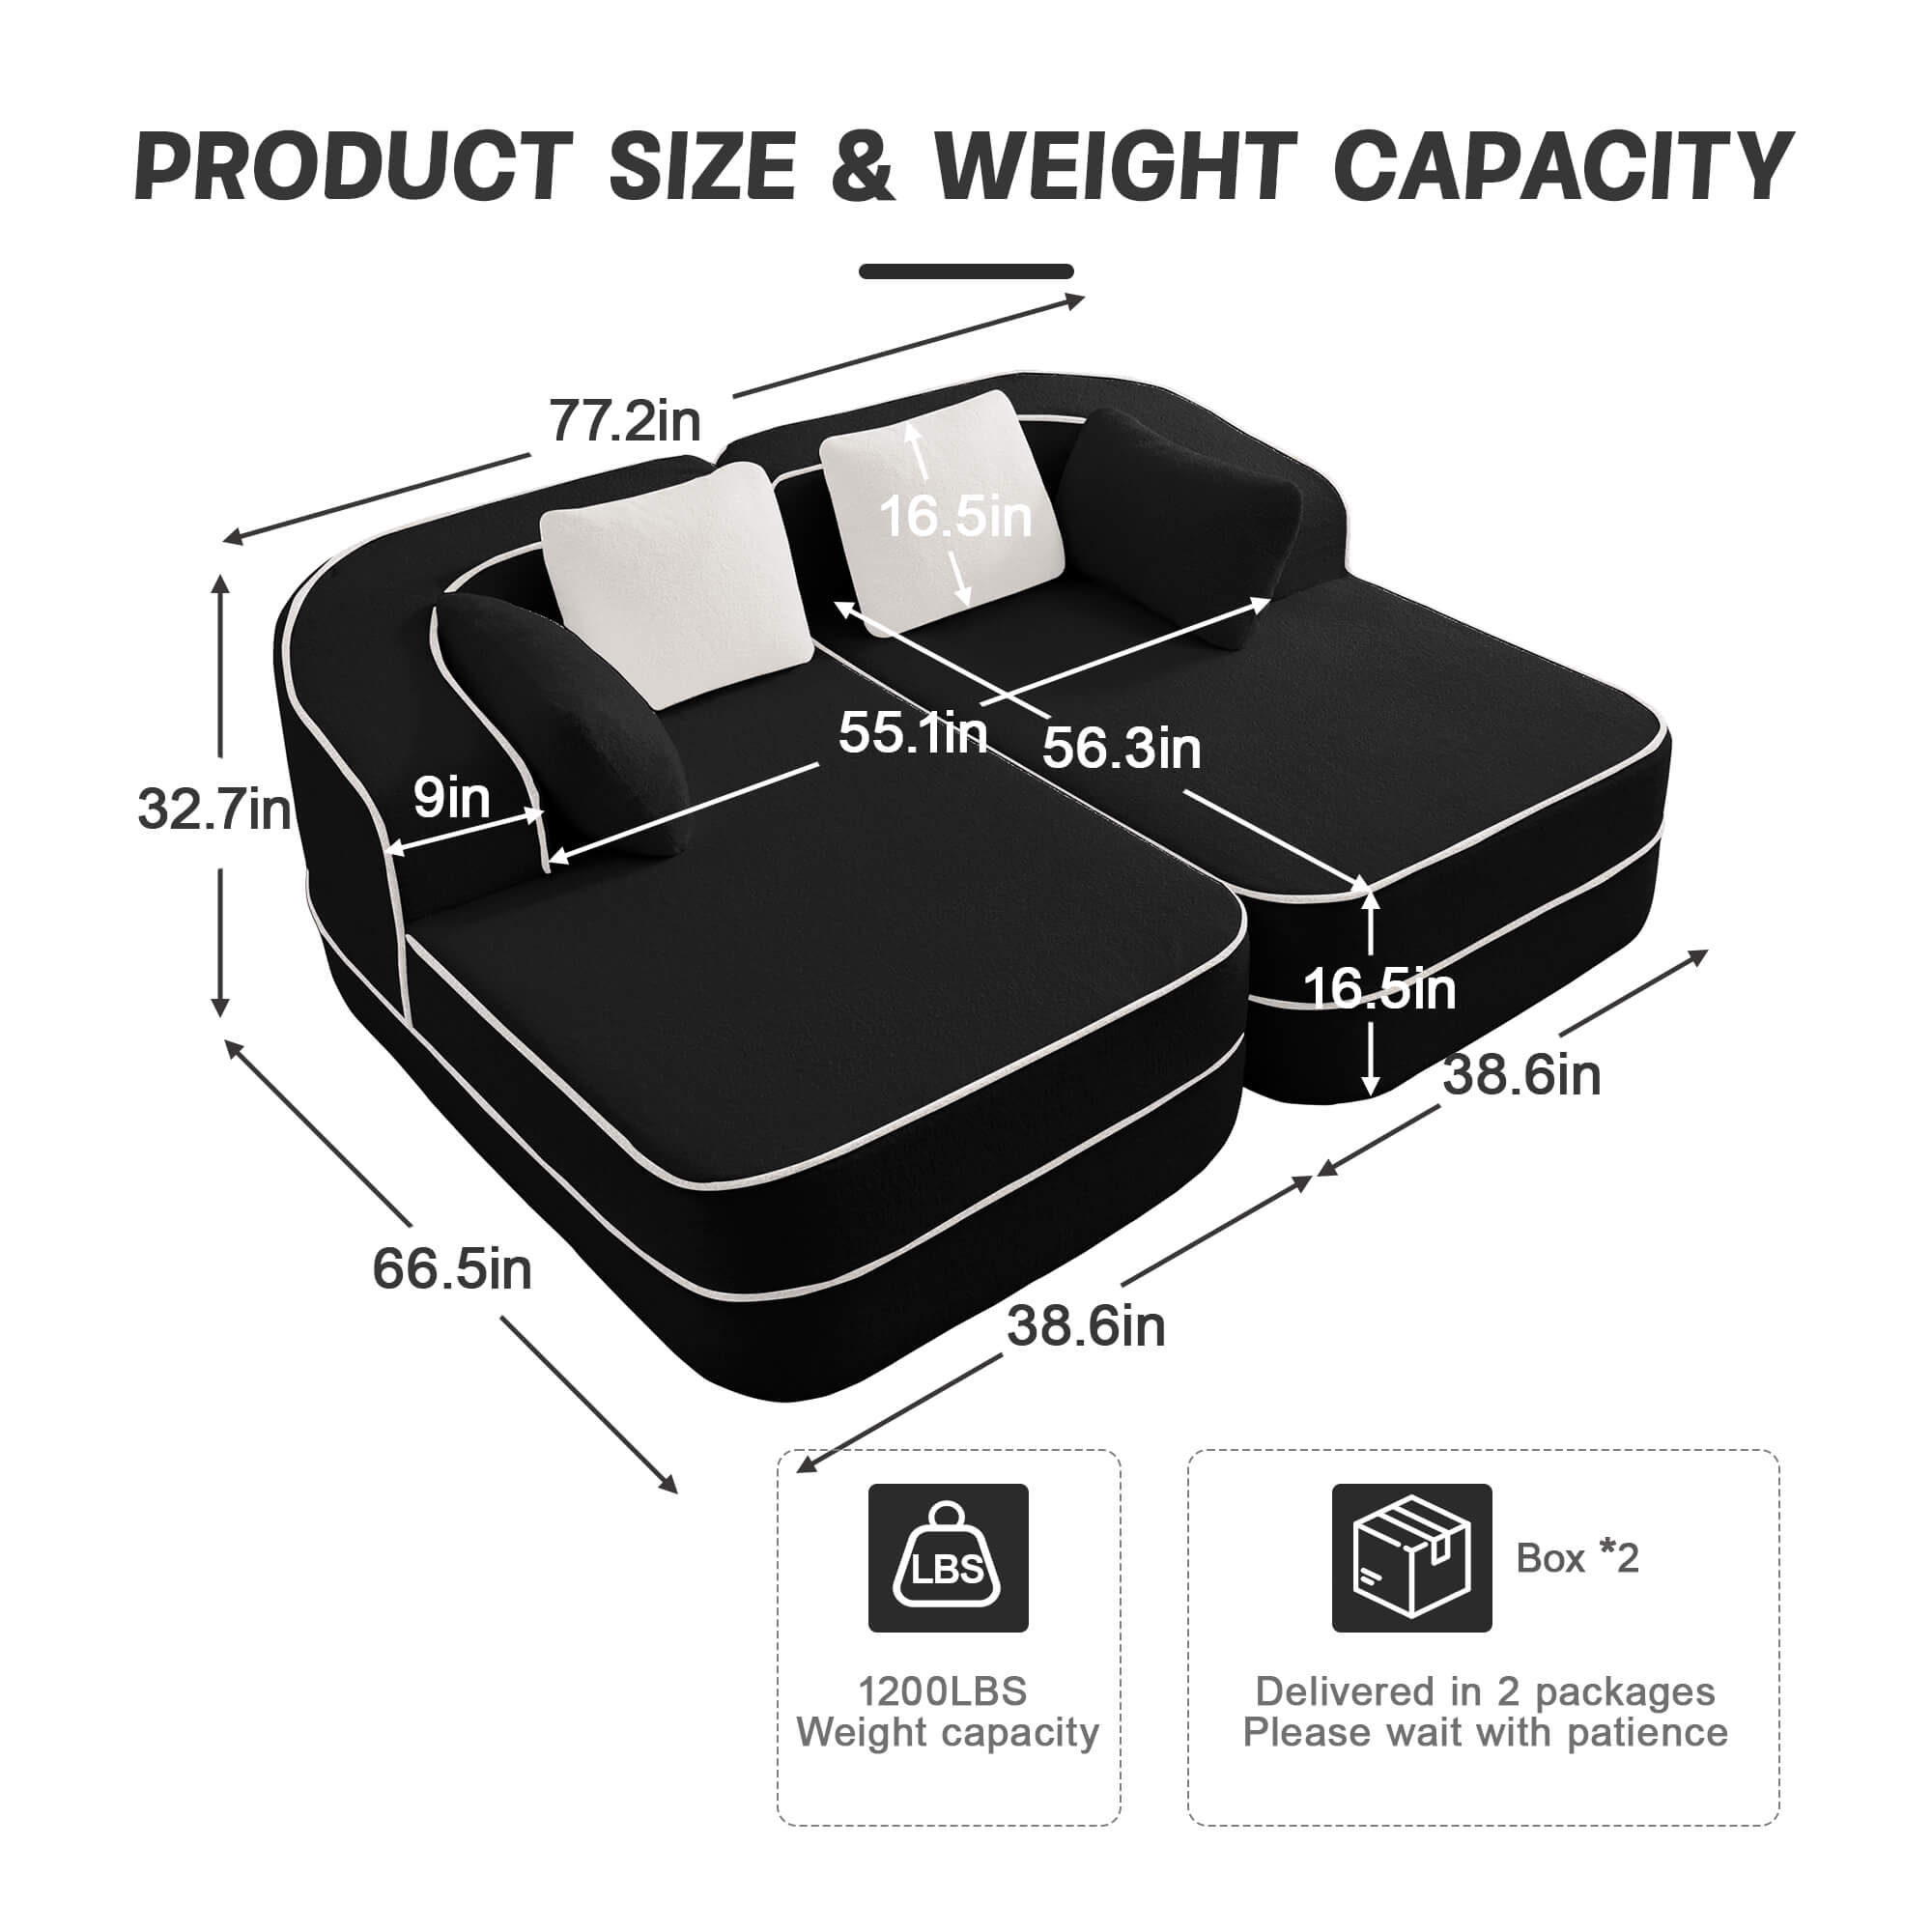 PRODUCT SIZE & WEIGHT CAPACITY
77.2in
16.5in
55.1in
56.3in
9in
32.7in
16.5in
38.6in
66.5in
38.6in
LBS
Box *2
1200LBS
Weight capacity
Delivered in 2 packages
Please wait with patience